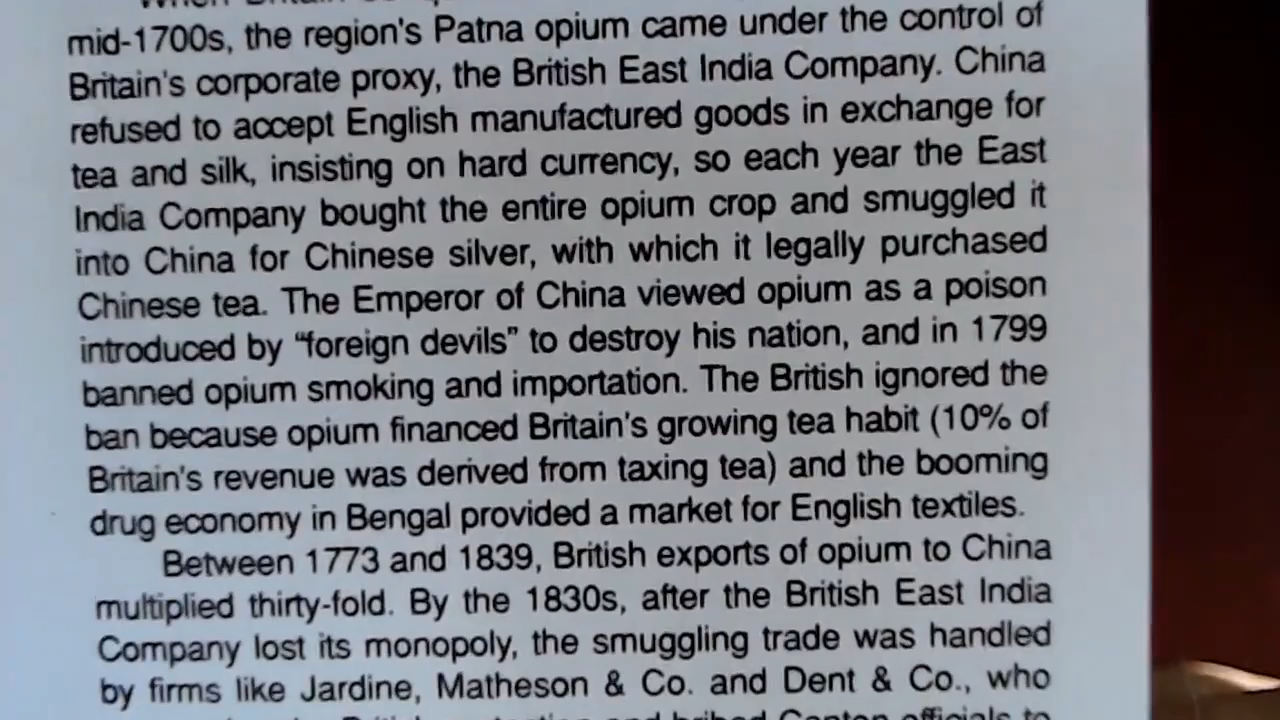 When Britain
mid-1700s, the region's Patna opium came under the control of
Britain's corporate proxy, the British East India Company. China
refused to accept English manufactured goods in exchange for
tea and silk, insisting on hard currency, so each year the East
India Company bought the entire opium crop and smuggled it
into China for Chinese silver, with which it legally purchased
Chinese tea. The Emperor of China viewed opium as a poison
introduced by “foreign devils” to destroy his nation, and in 1799
banned opium smoking and importation. The British ignored the
ban because opium financed Britain's growing tea habit (10% of
Britain's revenue was derived from taxing tea) and the booming
drug economy in Bengal provided a market for English textiles.
Between 1773 and 1839, British exports of opium to China
multiplied thirty-fold. By the 1830s, after the British East India
Company lost its monopoly, the smuggling trade was handled
by firms like Jardine, Matheson & Co. and Dent & Co., who
British and bribed Canton officials to